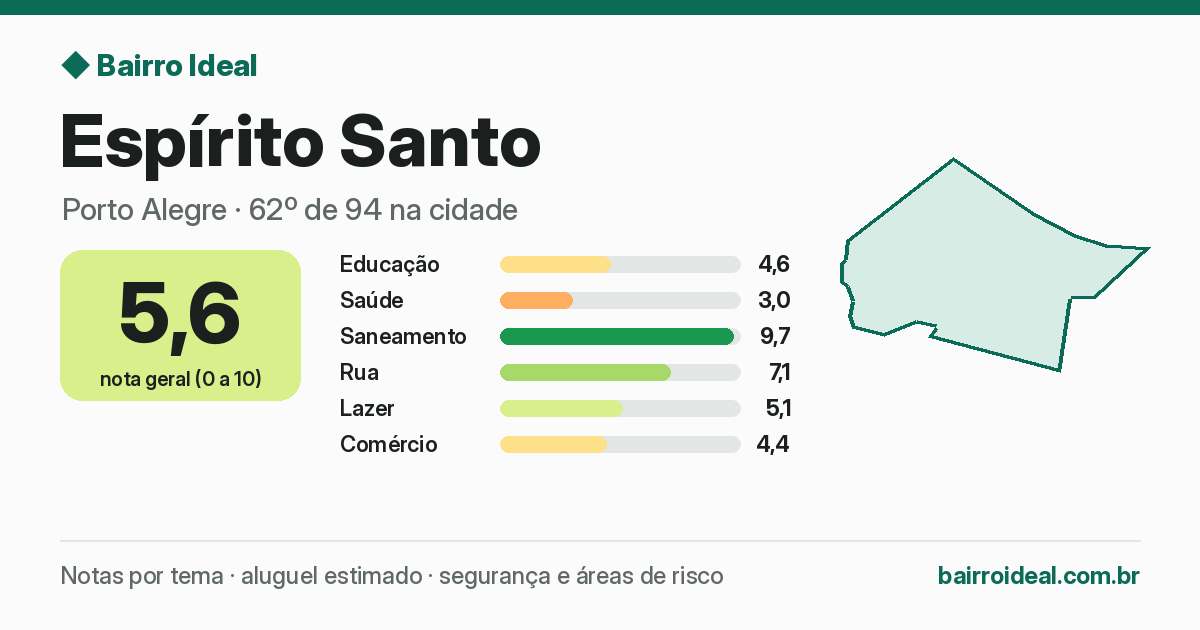 Bairro Ideal
Espírito Santo
Porto Alegre · 62º de 94 na cidade
5,6
nota geral (0 a 10)
Educação 4,6
Saúde 3,0
Saneamento 9,7
Rua 7,1
Lazer 5,1
Comércio 4,4
Notas por tema · aluguel estimado · segurança e áreas de risco
bairroideal.com.br